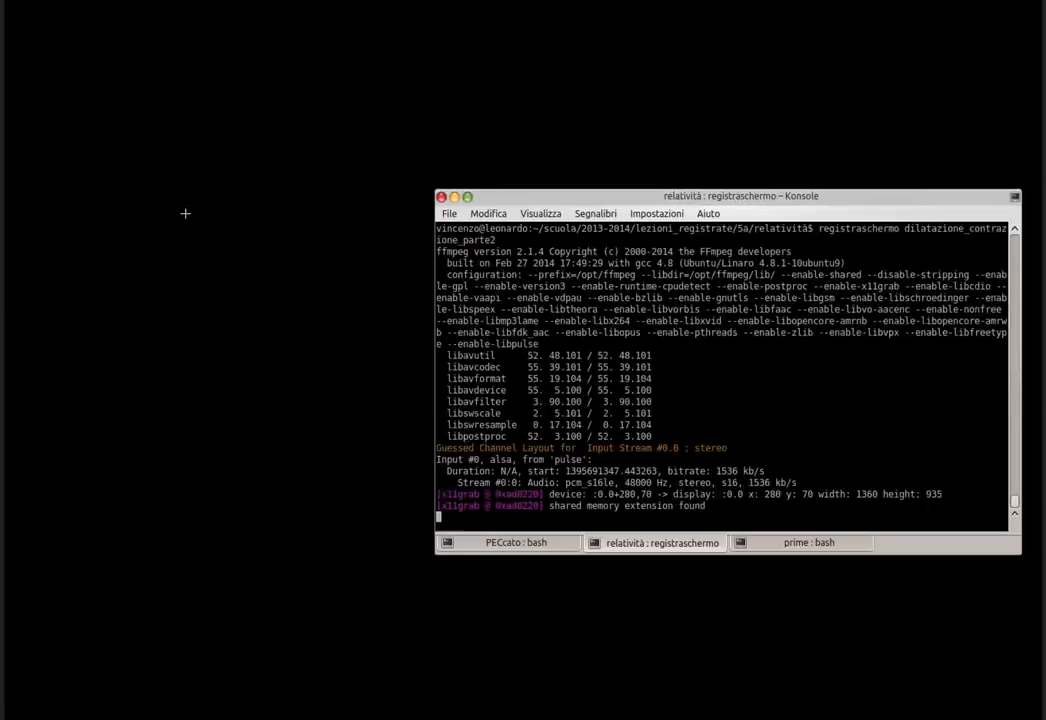 relatività : registraschermo – Konsole
File Modifica Visualizza Segnalibri Impostazioni Aiuto
vincenzo@leonardo:~/scuola/2013-2014/lezioni_registrate/5a/relatività$ registraschermo dilatazione_contraz
ione_parte2
ffmpeg version 2.1.4 Copyright (c) 2000-2014 the FFmpeg developers
built on Feb 27 2014 17:49:29 with gcc 4.8 (Ubuntu/Linaro 4.8.1-10ubuntu9)
configuration: --prefix=/opt/ffmpeg --libdir=/opt/ffmpeg/lib/ --enable-shared --disable-stripping --enab
le-gpl --enable-version3 --enable-runtime-cpudetect --enable-postproc --enable-x11grab --enable-libcdio --
enable-vaapi --enable-vdpau --enable-bzlib --enable-gnutls --enable-libgsm --enable-libschroedinger --enab
le-libspeex --enable-libtheora --enable-libvorbis --enable-libfaac --enable-libvo-aacenc --enable-nonfree
--enable-libmp3lame --enable-libx264 --enable-libxvid --enable-libopencore-amrnb --enable-libopencore-amrw
b --enable-libfdk_aac --enable-libopus --enable-pthreads --enable-zlib --enable-libvpx --enable-libfreetyp
e --enable-libpulse
libavutil 52. 48.101 / 52. 48.101
libavcodec 55. 39.101 / 55. 39.101
libavformat 55. 19.104 / 55. 19.104
libavdevice 55. 5.100 / 55. 5.100
libavfilter 3. 90.100 / 3. 90.100
libswscale 2. 5.101 / 2. 5.101
libswresample 0. 17.104 / 0. 17.104
libpostproc 52. 3.100 / 52. 3.100
Guessed Channel Layout for Input Stream #0.0 : stereo
Input #0, alsa, from 'pulse':
Duration: N/A, start: 1395691347.443263, bitrate: 1536 kb/s
Stream #0:0: Audio: pcm_s16le, 48000 Hz, stereo, s16, 1536 kb/s
[x11grab @ 0xad8220] device: :0.0+280,70 -> display: :0.0 x: 280 y: 70 width: 1360 height: 935
[x11grab @ 0xad8220] shared memory extension found
PECcato : bash relatività : registraschermo prime : bash